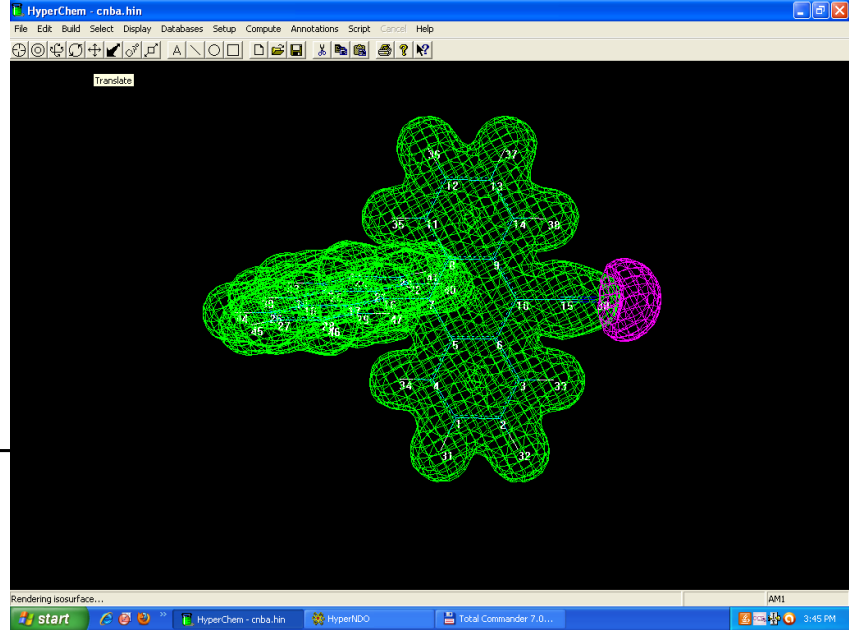 HyperChem - cnba.hin
File Edit Build Select Display Databases Setup Compute Annotations Script Cancel Help
Translate
36 37
12 13
35 11 14 38
8 9
10 15
5 6
34 4 3 33
1 2
31 32
Rendering isosurface... AM1
start HyperChem - cnba.hin HyperNDO Total Commander 7.0... 3:45 PM